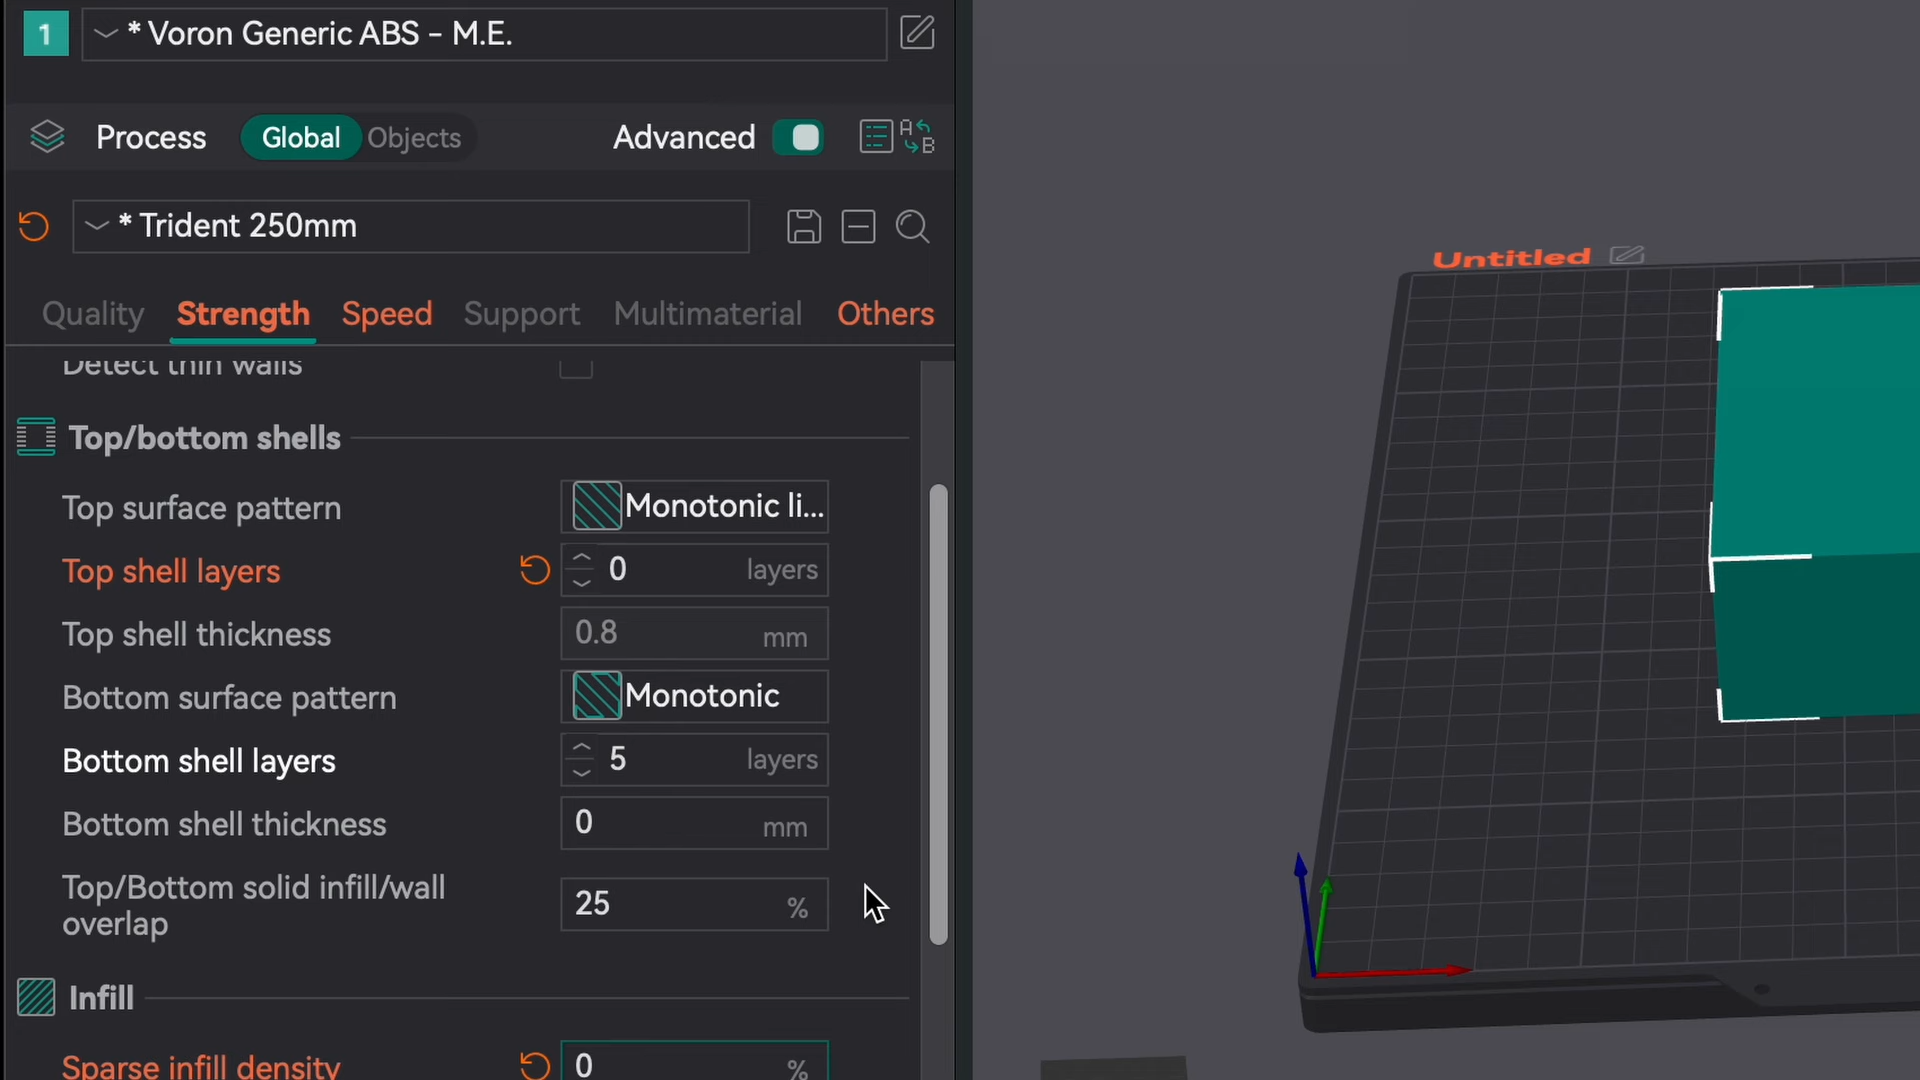 1
* Voron Generic ABS - M.E.
Process
Global
Objects
Advanced
A
B
* Trident 250mm
Quality
Strength
Speed
Support
Multimaterial
Others
Detect thin walls
Top/bottom shells
Top surface pattern
Monotonic li...
Top shell layers
0 layers
Top shell thickness
0.8 mm
Bottom surface pattern
Monotonic
Bottom shell layers
5 layers
Bottom shell thickness
0 mm
Top/Bottom solid infill/wall
overlap
25 %
Infill
Sparse infill density
0 %
Untitled